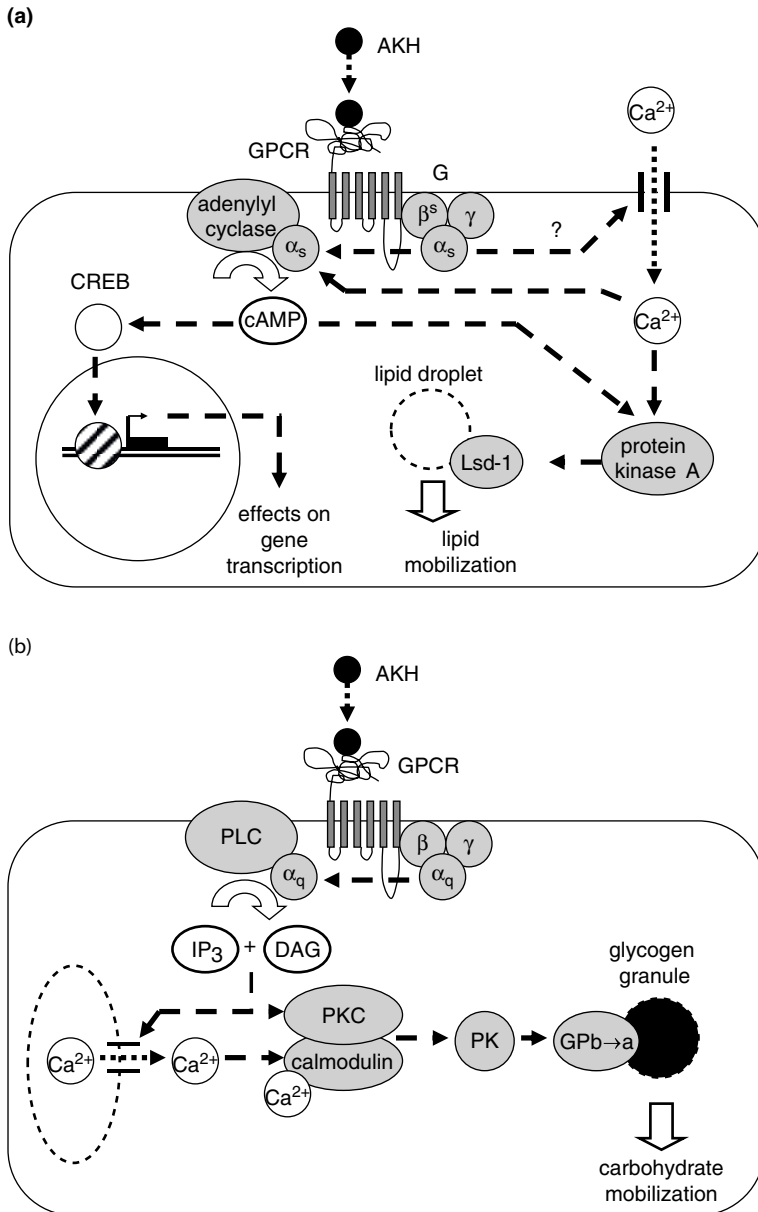 (a)
AKH
Ca2+
GPCR
G
adenylyl
cyclase
βs
γ
αs
αs
?
CREB
cAMP
Ca2+
lipid droplet
Lsd-1
protein
kinase A
effects on
gene
transcription
lipid
mobilization
(b)
AKH
GPCR
PLC
β
γ
αq
αq
IP3 + DAG
glycogen
granule
PKC
PK
GPb→a
Ca2+
Ca2+
calmodulin
Ca2+
carbohydrate
mobilization